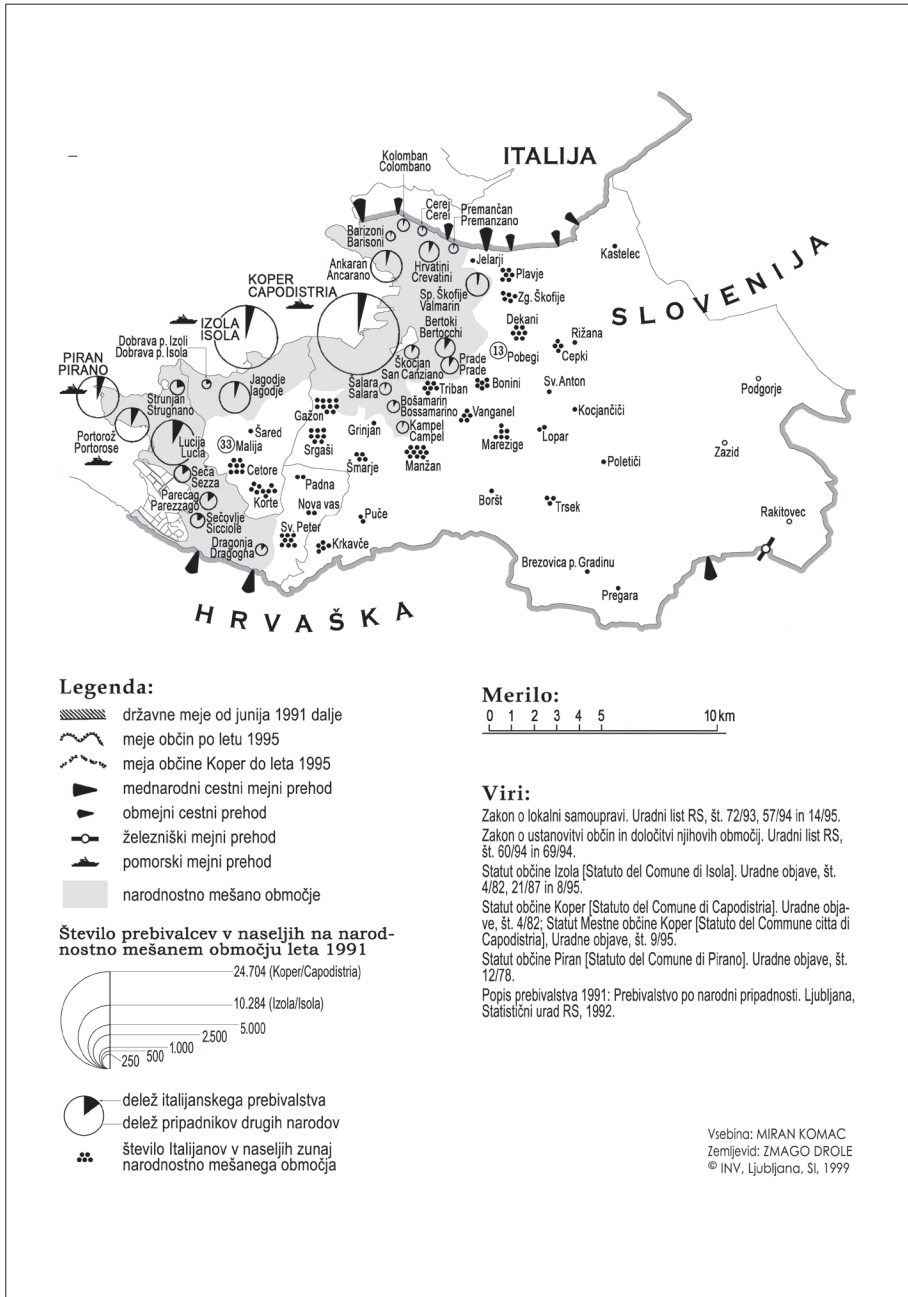 ITALIJA
SLOVENIJA
HRVAŠKA
Kolomban
Colombano
Cerej
Cerei
Premančan
Premanzano
Barizoni
Barisoni
Jelarji
Kastelec
Ankaran
Ancarano
Hrvatini
Crevatini
Plavje
KOPER
CAPODISTRIA
Sp. Škofije
Valmarin
Zg. Škofije
IZOLA
ISOLA
Bertoki
Bertocchi
Dekani
Rižana
Dobrava p. Izoli
Dobrava p. Isola
13
Pobegi
Čepki
PIRAN
PIRANO
Škocjan
San Canziano
Prade
Prade
Strunjan
Strugnano
Jagodje
Jagodje
Šalara
Salara
Triban
Bonini
Sv. Anton
Podgorje
Bošamarin
Bossamarino
Portorož
Portorose
Gažon
Vanganel
Kocjančiči
Kampel
Campel
Lucija
Lucia
Šared
33
Malija
Grinjan
Srgaši
Marezige
Lopar
Zazid
Manžan
Seča
Sezza
Cetore
Šmarje
Poletiči
Parecag
Parezzago
Padna
Korte
Boršt
Trsek
Nova vas
Rakitovec
Sečovlje
Sicciole
Sv. Peter
Puče
Dragonja
Dragogna
Krkavče
Brezovica p. Gradinu
Pregara
Legenda:
državne meje od junija 1991 dalje
meje občin po letu 1995
meja občine Koper do leta 1995
mednarodni cestni mejni prehod
obmejni cestni prehod
železniški mejni prehod
pomorski mejni prehod
narodnostno mešano območje
Število prebivalcev v naseljih na narod-
nostno mešanem območju leta 1991
24.704 (Koper/Capodistria)
10.284 (Izola/Isola)
5.000
2.500
1.000
500
250
delež italijanskega prebivalstva
delež pripadnikov drugih narodov
število Italijanov v naseljih zunaj
narodnostno mešanega območja
Merilo:
0 1 2 3 4 5 10 km
Viri:
Zakon o lokalni samoupravi. Uradni list RS, št. 72/93, 57/94 in 14/95.
Zakon o ustanovitvi občin in določitvi njihovih območij. Uradni list RS,
št. 60/94 in 69/94.
Statut občine Izola [Statuto del Comune di Isola]. Uradne objave, št.
4/82, 21/87 in 8/95.
Statut občine Koper [Statuto del Comune di Capodistria]. Uradne obja-
ve, št. 4/82; Statut Mestne občine Koper [Statuto del Commune citta di
Capodistria], Uradne objave, št. 9/95.
Statut občine Piran [Statuto del Comune di Pirano]. Uradne objave, št.
12/78.
Popis prebivalstva 1991: Prebivalstvo po narodni pripadnosti. Ljubljana,
Statistični urad RS, 1992.
Vsebina: MIRAN KOMAC
Zemljevid: ZMAGO DROLE
© INV, Ljubljana, SI, 1999